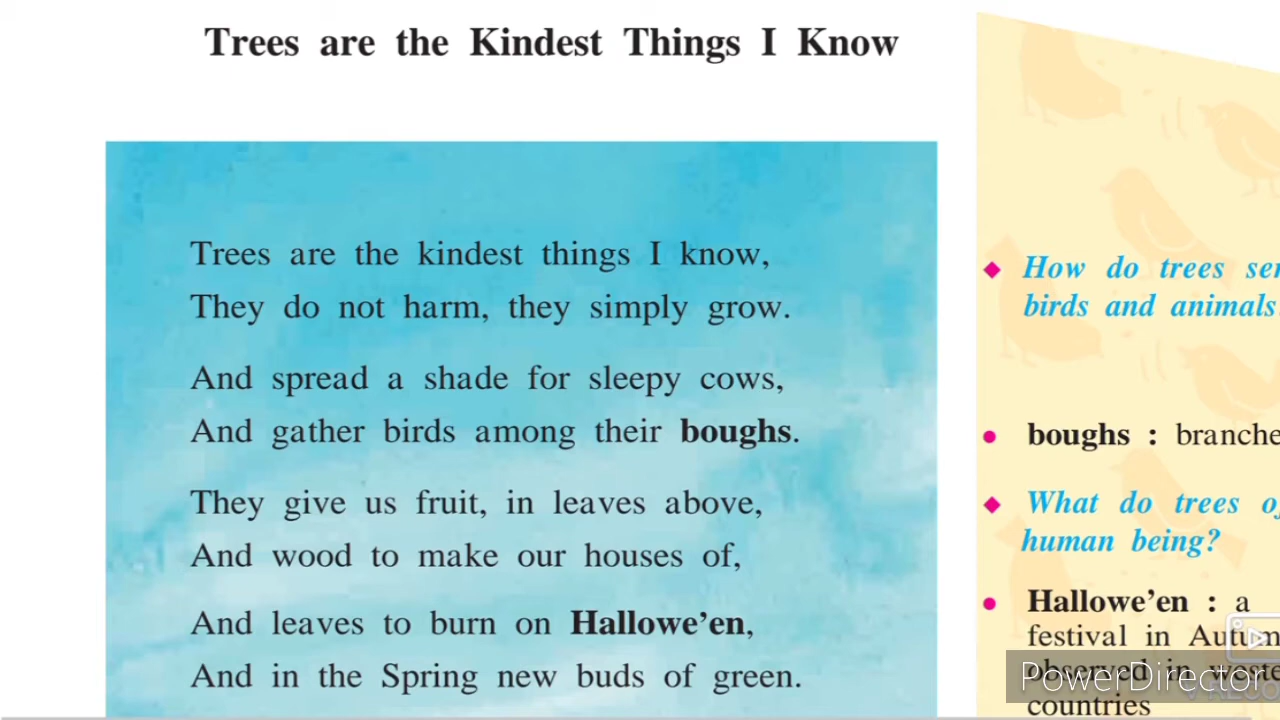 Trees are the Kindest Things I Know
Trees are the kindest things I know,
They do not harm, they simply grow.
And spread a shade for sleepy cows,
And gather birds among their boughs.
They give us fruit, in leaves above,
And wood to make our houses of,
And leaves to burn on Hallowe'en,
And in the Spring new buds of green.
How do trees
birds and animals
boughs :
What do trees
human being?
Hallowe'en : a
festival in
observed in
countries
PowerDirector